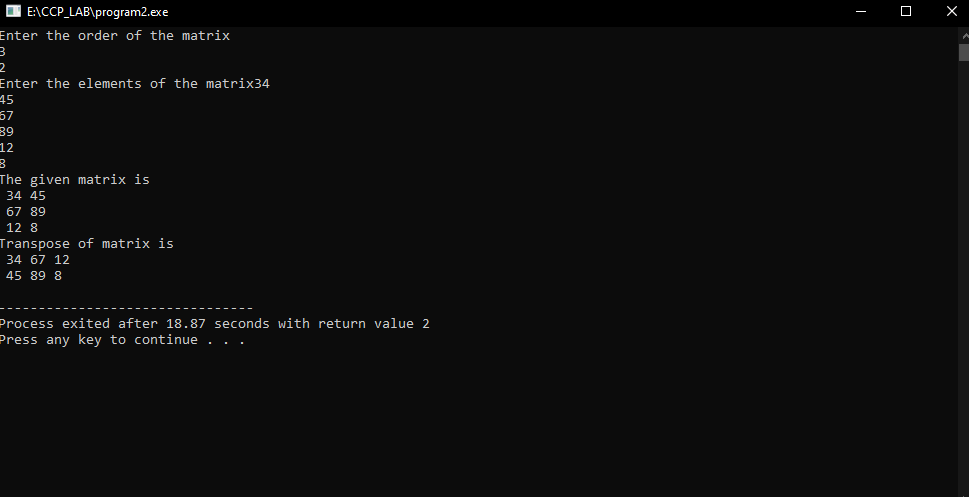 E:\CCP_LAB\program2.exe
Enter the order of the matrix
3
2
Enter the elements of the matrix34
45
67
89
12
8
The given matrix is
 34 45
 67 89
 12 8
Transpose of matrix is
 34 67 12
 45 89 8

--------------------------------
Process exited after 18.87 seconds with return value 2
Press any key to continue . . .